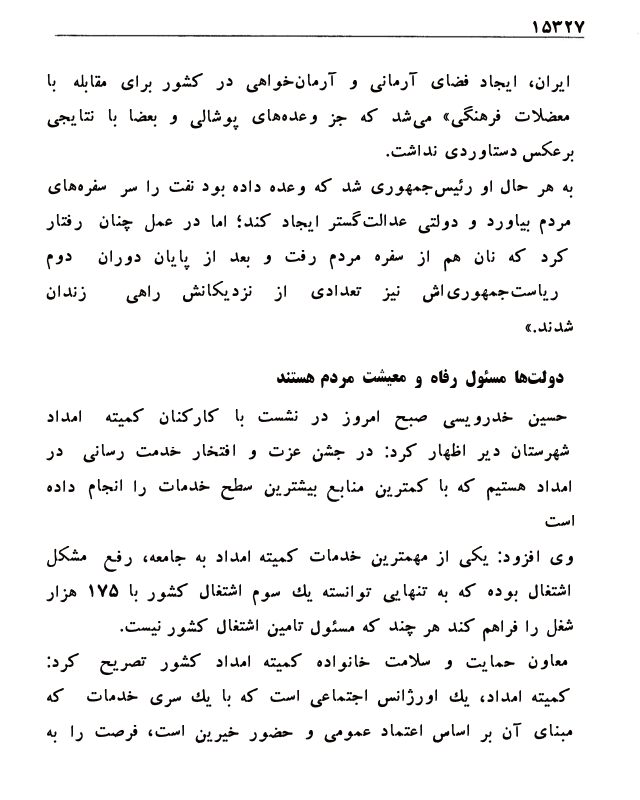 ۱۵۳۲۷
ایران، ایجاد فضای آرمانی و آرمان‌خواهی در کشور برای مقابله با
معضلات فرهنگی» می‌شد که جز وعده‌های پوشالی و بعضا با نتایجی
برعکس دستاوردی نداشت.
به هر حال او رئیس‌جمهوری شد که وعده داده بود نفت را سر سفره‌های
مردم بیاورد و دولتی عدالت‌گستر ایجاد کند؛ اما در عمل چنان رفتار
کرد که نان هم از سفره مردم رفت و بعد از پایان دوران دوم
ریاست‌جمهوری‌اش نیز تعدادی از نزدیکانش راهی زندان
شدند.»
دولت‌ها مسئول رفاه و معیشت مردم هستند
حسین خدرویسی صبح امروز در نشست با کارکنان کمیته امداد
شهرستان دیر اظهار کرد: در جشن عزت و افتخار خدمت رسانی در
امداد هستیم که با کمترین منابع بیشترین سطح خدمات را انجام داده
است
وی افزود: یکی از مهمترین خدمات کمیته امداد به جامعه، رفع مشکل
اشتغال بوده که به تنهایی توانسته یك سوم اشتغال کشور با ۱۷۵ هزار
شغل را فراهم کند هر چند که مسئول تامین اشتغال کشور نیست.
معاون حمایت و سلامت خانواده کمیته امداد کشور تصریح کرد:
کمیته امداد، یك اورژانس اجتماعی است که با یك سری خدمات که
مبنای آن بر اساس اعتماد عمومی و حضور خیرین است، فرصت را به